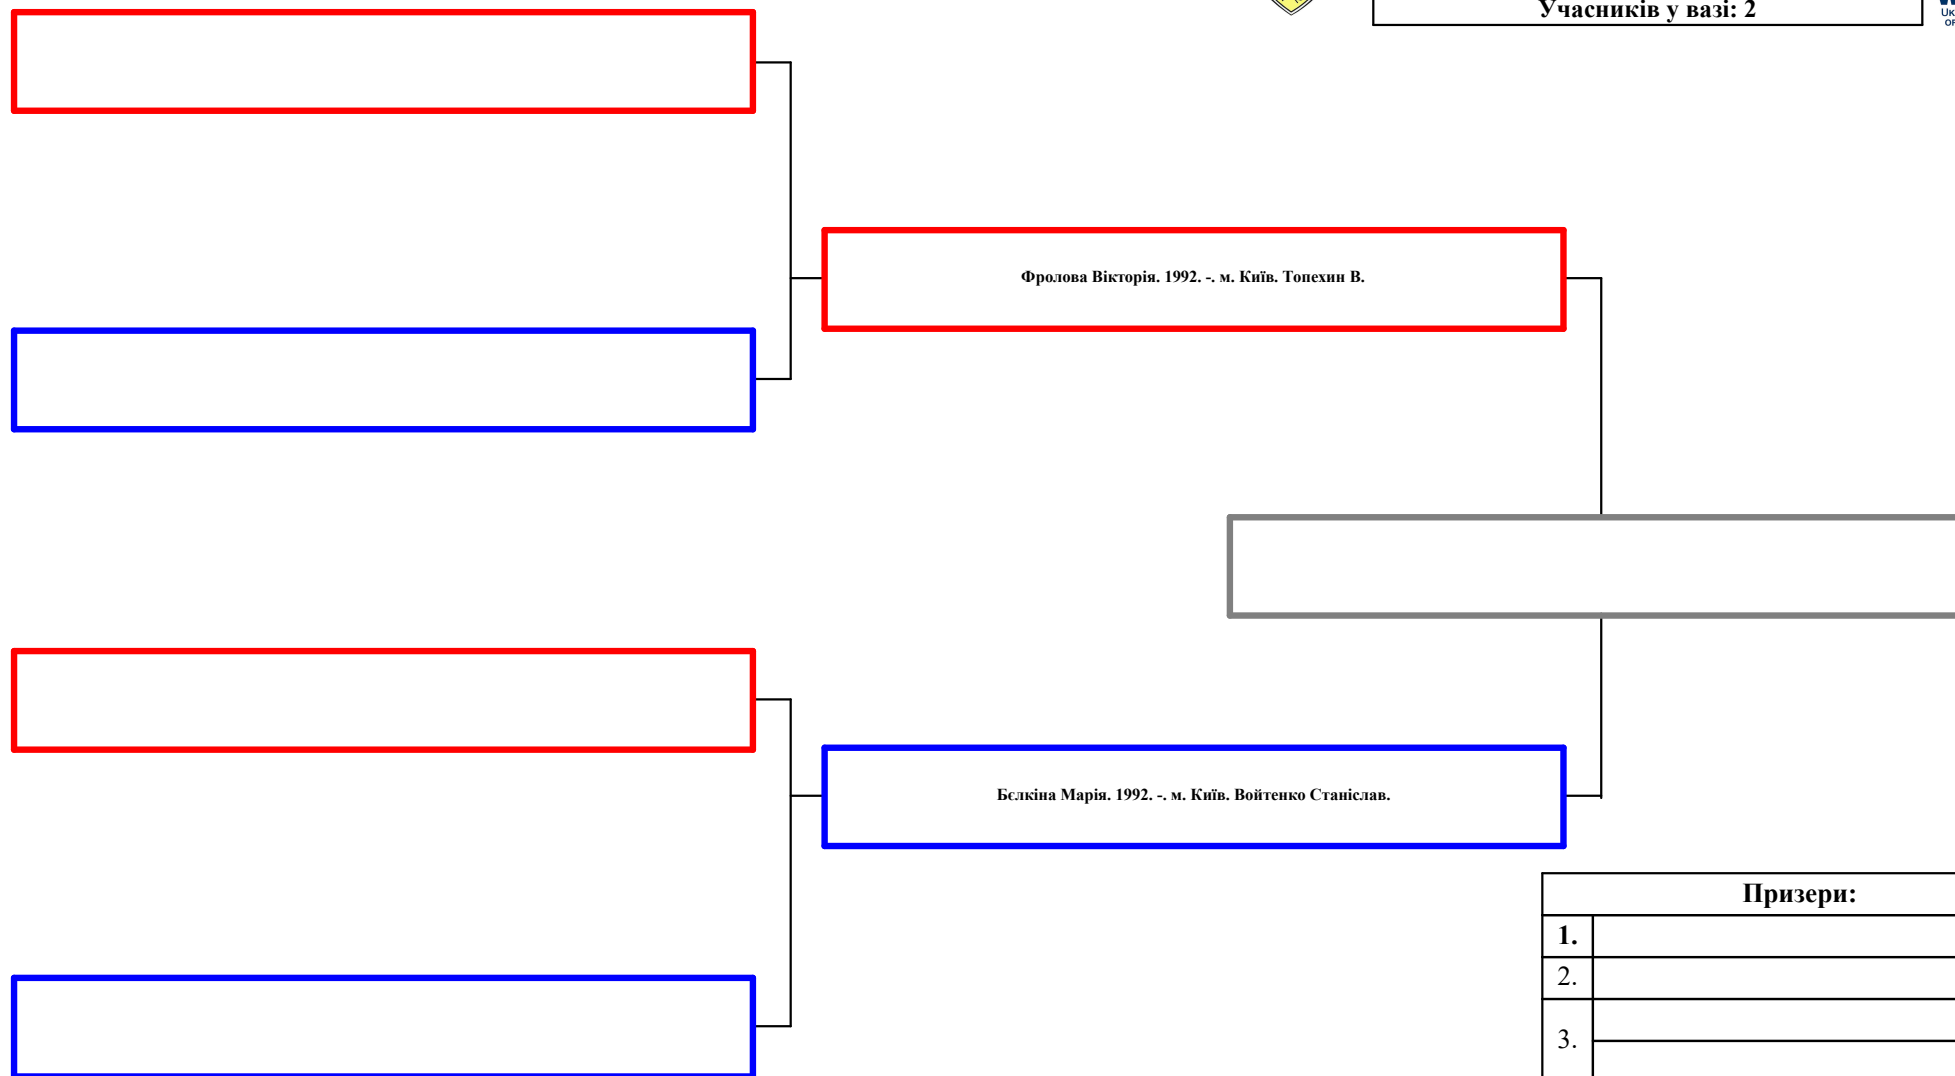 Учасників у вазі: 2
Фролова Вікторія. 1992. -. м. Київ. Топехин В.
Бєлкіна Марія. 1992. -. м. Київ. Войтенко Станіслав.
Призери:
1.
2.
3.